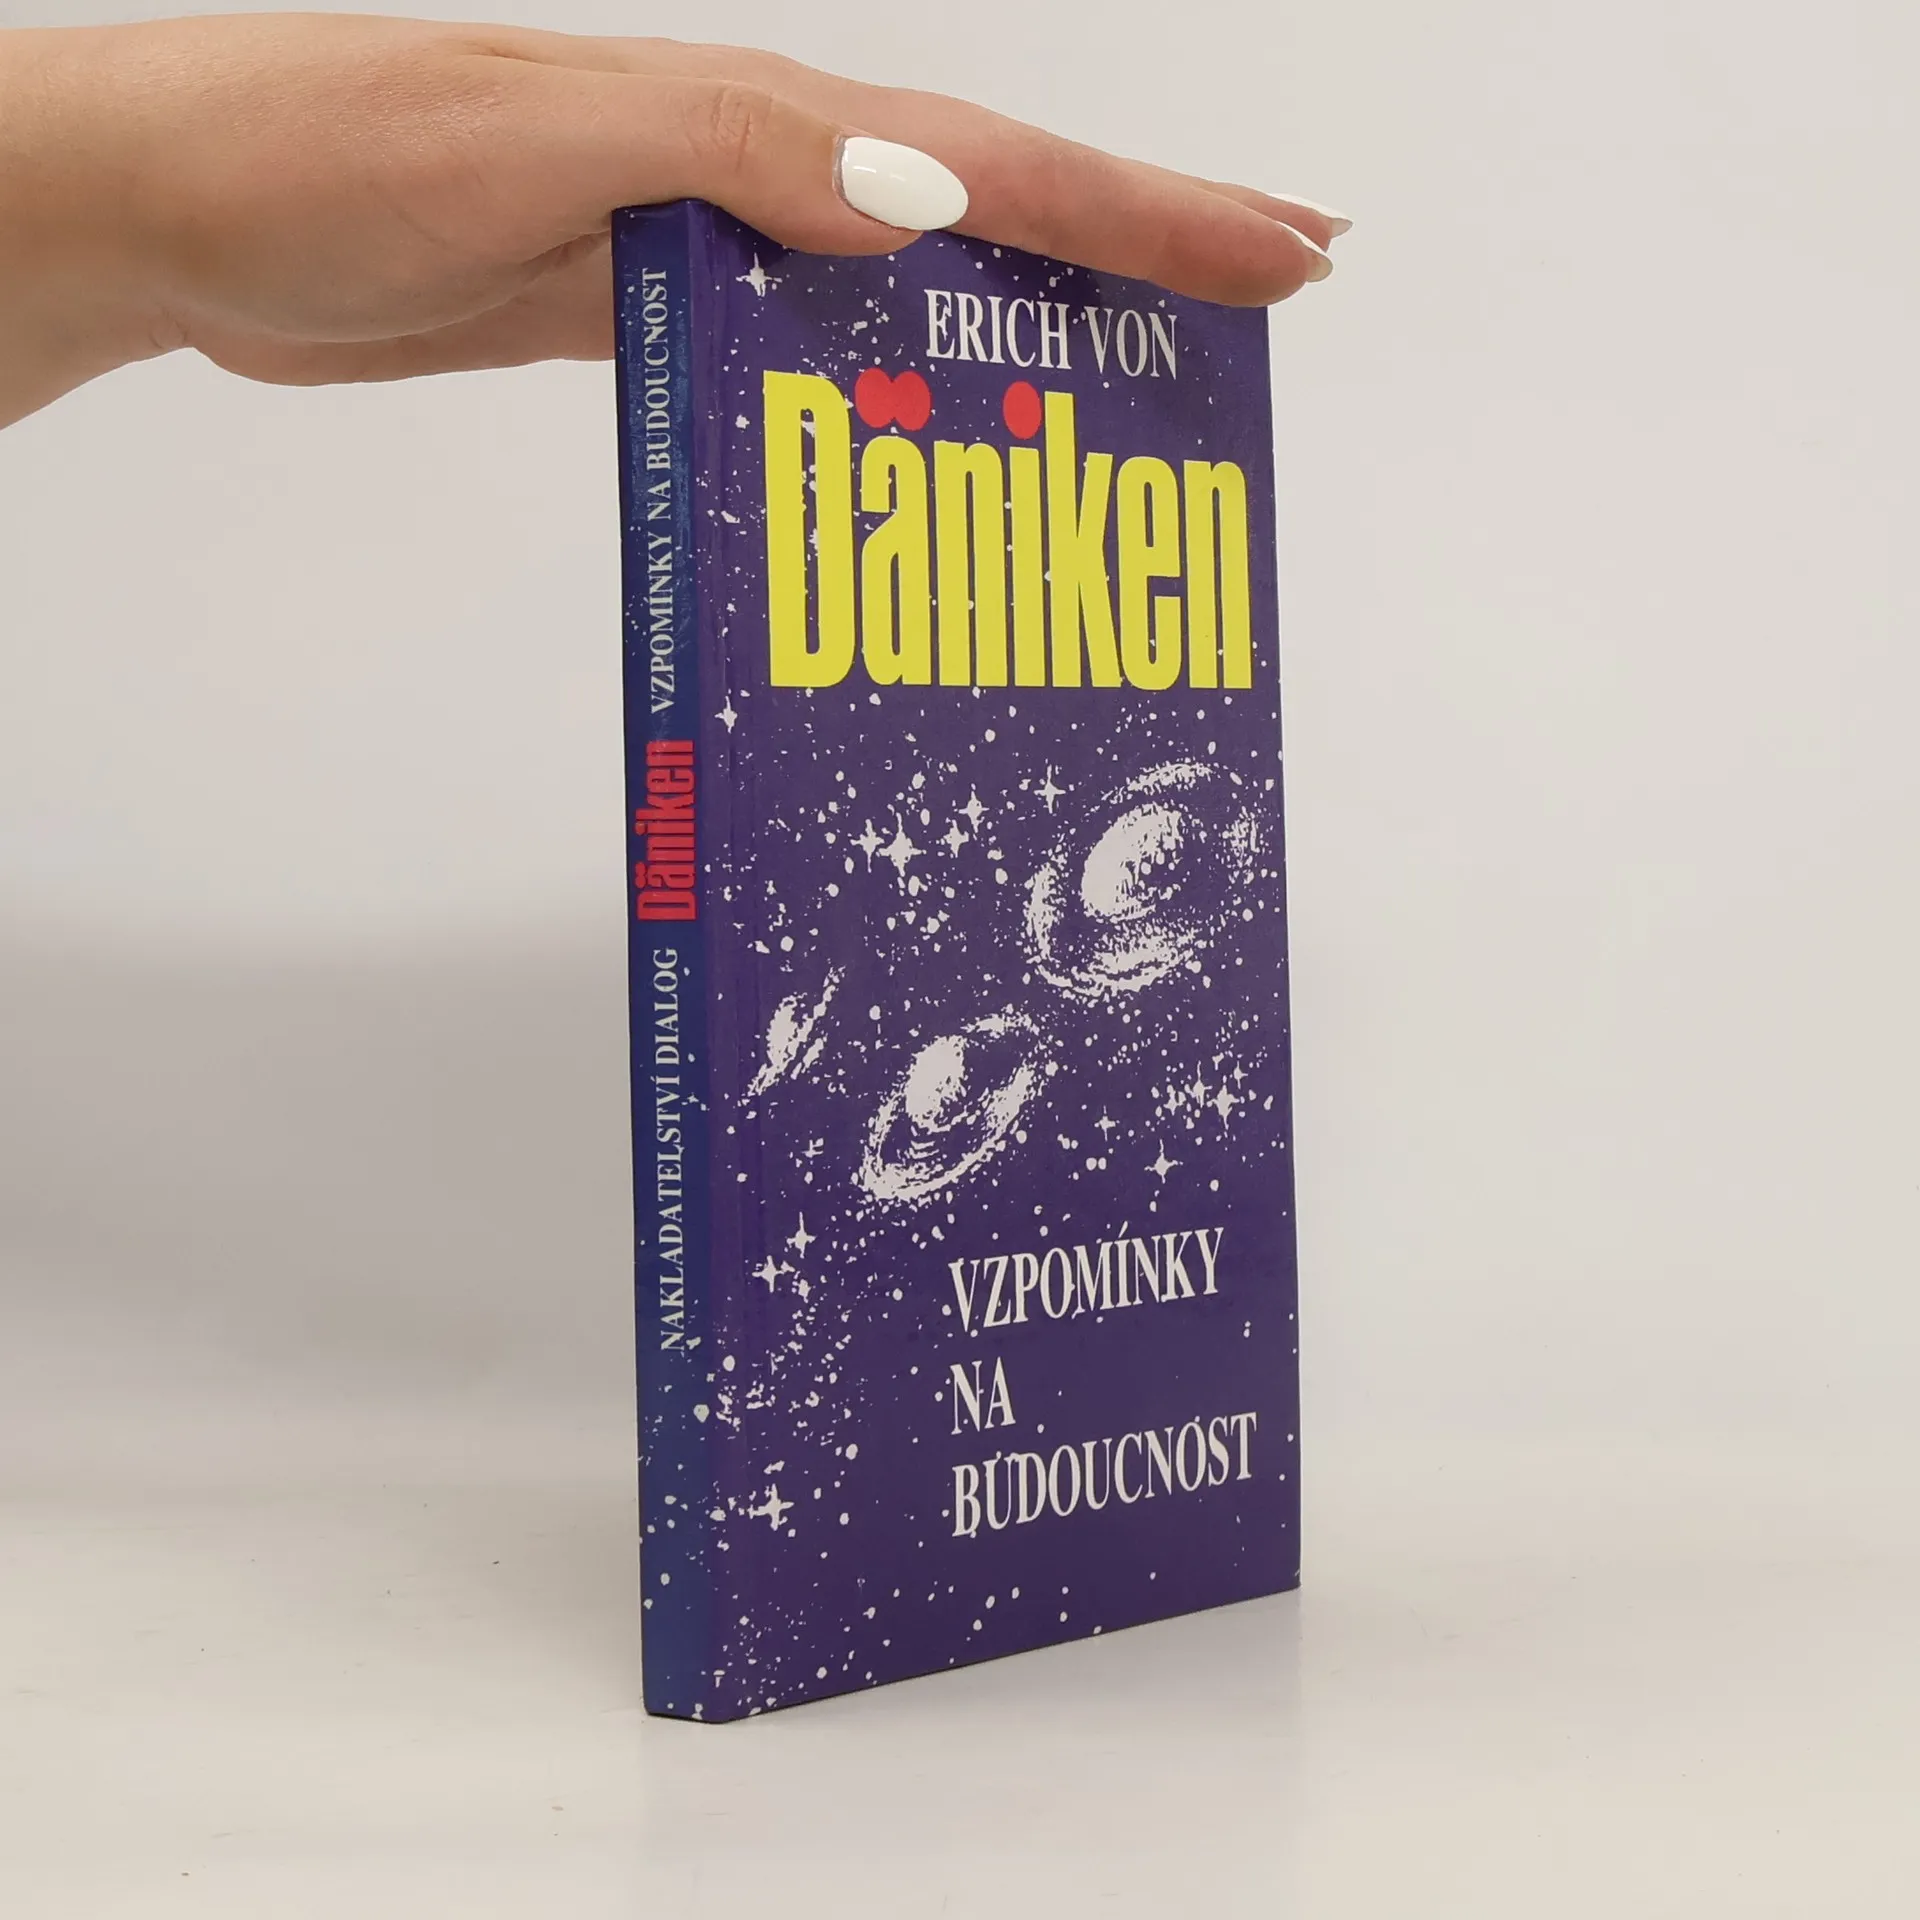 ERICH VON
Däniken
VZPOMÍNKY
NA
BUDOUCNOST
NAKLADATELSTVÍ DIALOG Däniken VZPOMÍNKY NA BUDOUCNOST